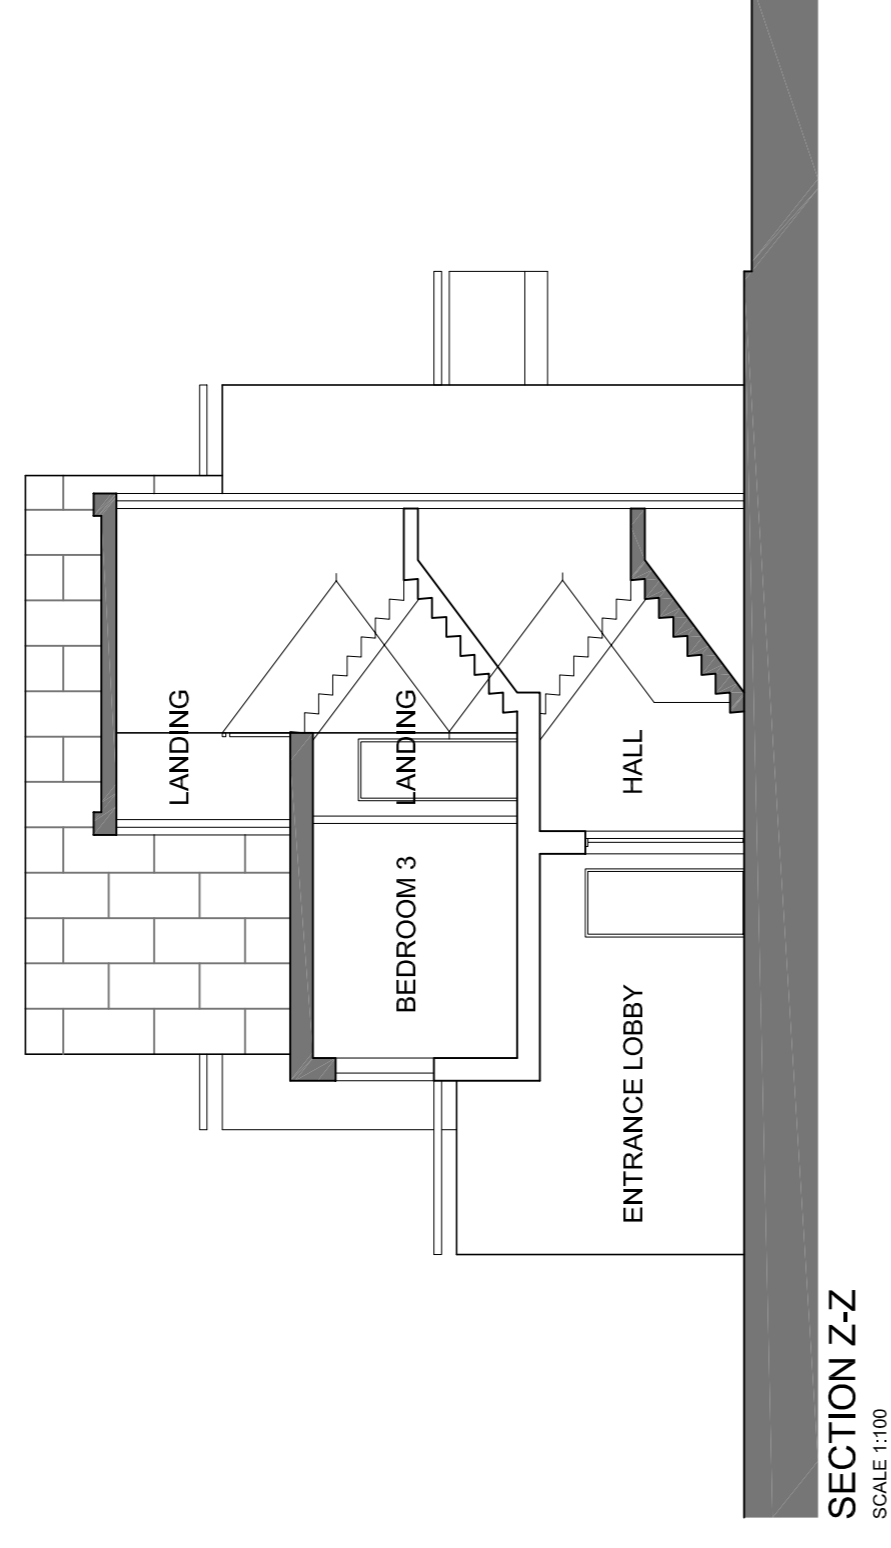 LANDING
BEDROOM 3
LANDING
ENTRANCE LOBBY
HALL
SECTION Z-Z
SCALE 1:100